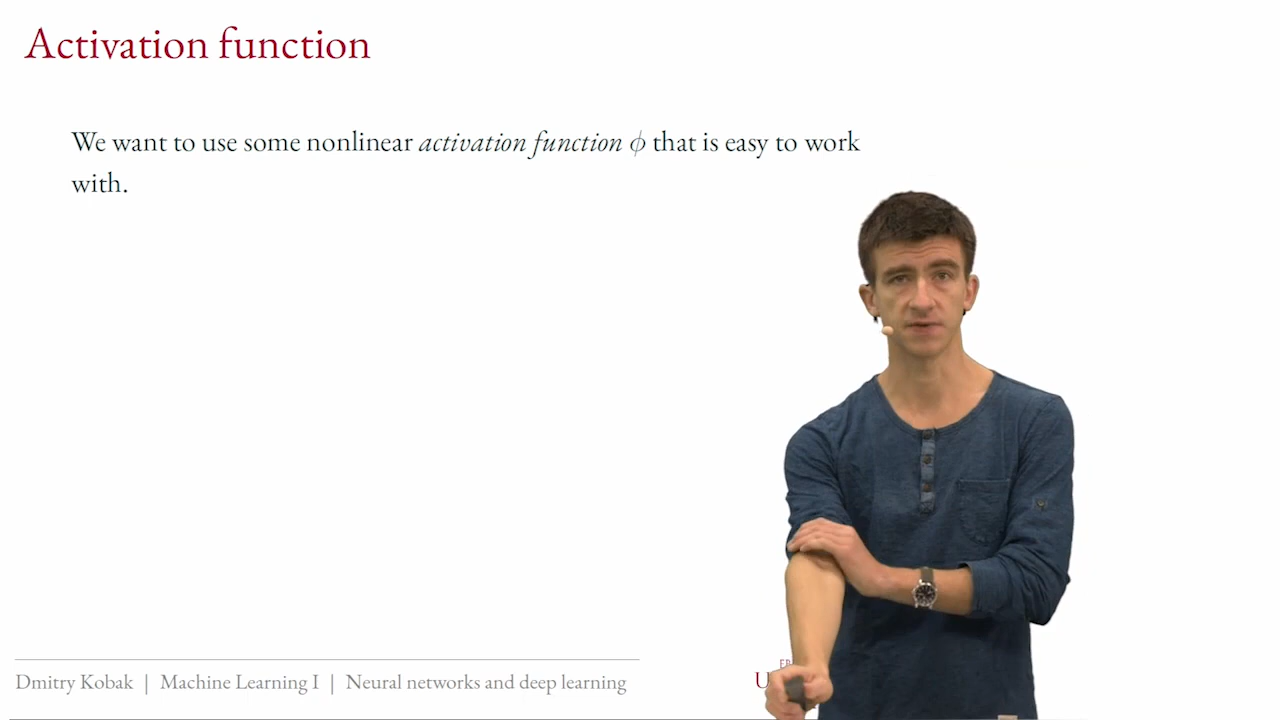 Activation function
We want to use some nonlinear activation function ϕ that is easy to work
with.
Dmitry Kobak | Machine Learning I | Neural networks and deep learning